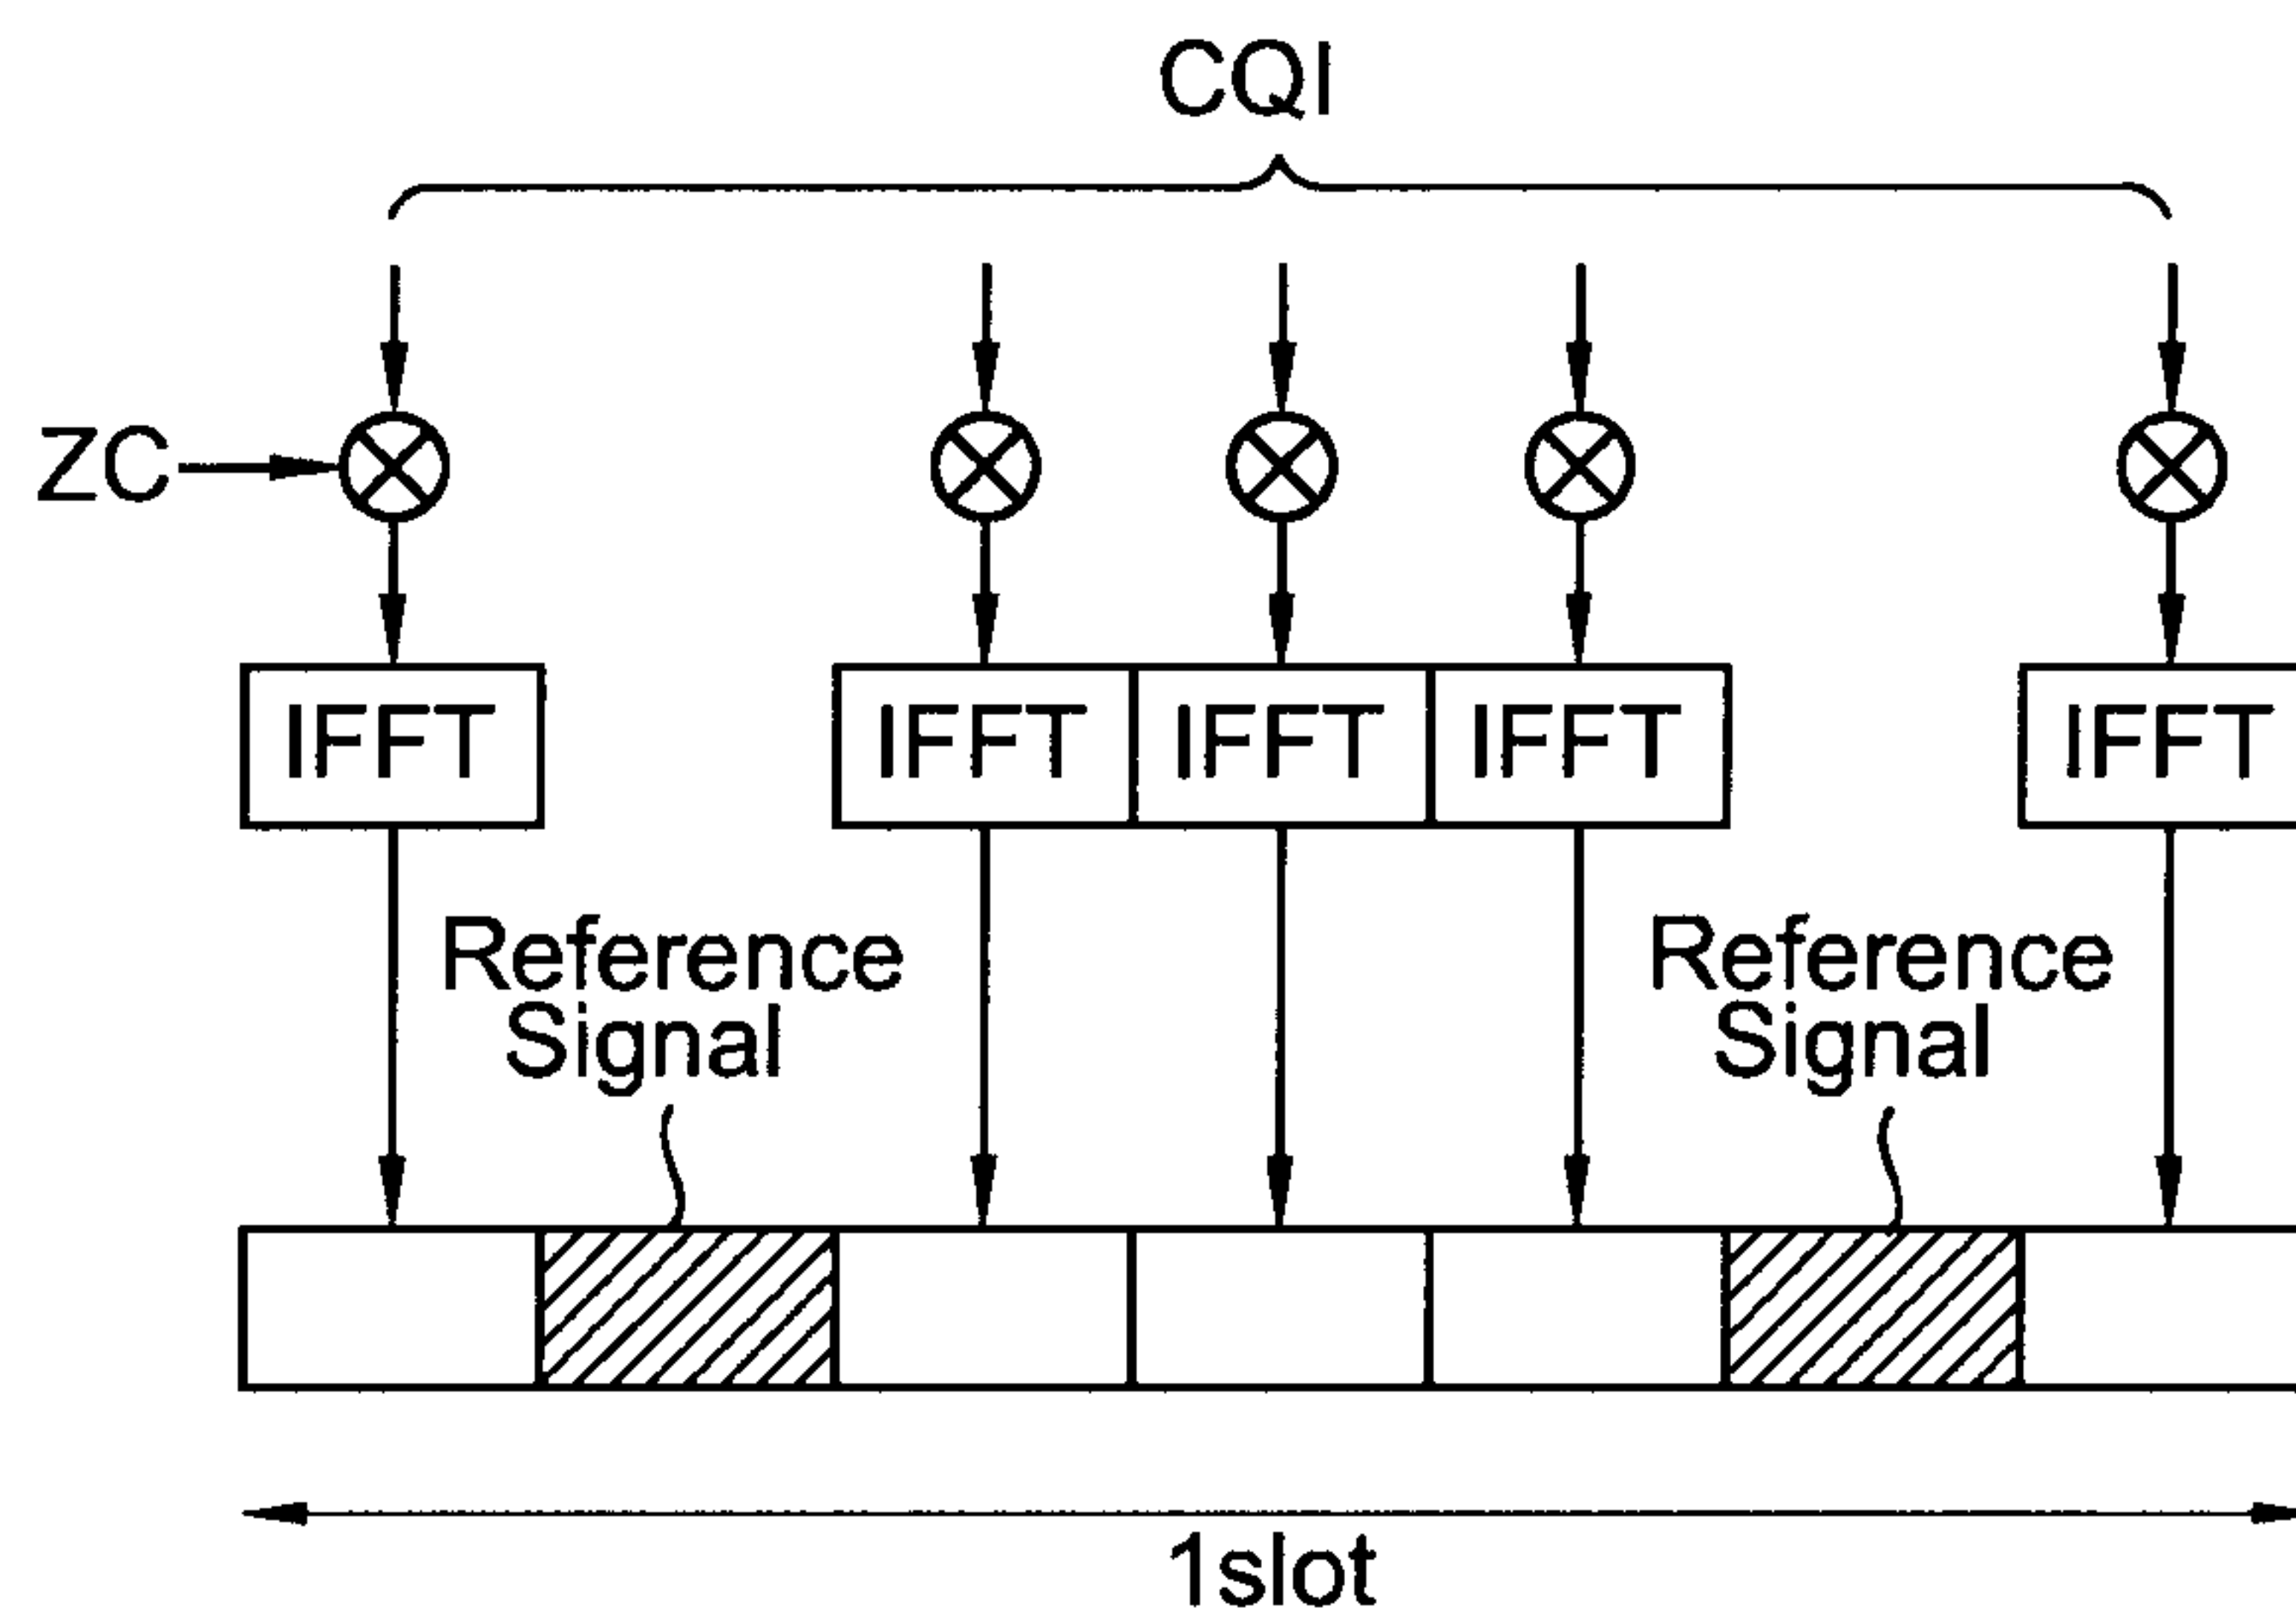 CQI
ZC
IFFT IFFT IFFT IFFT IFFT
Reference
Signal
Reference
Signal
1slot